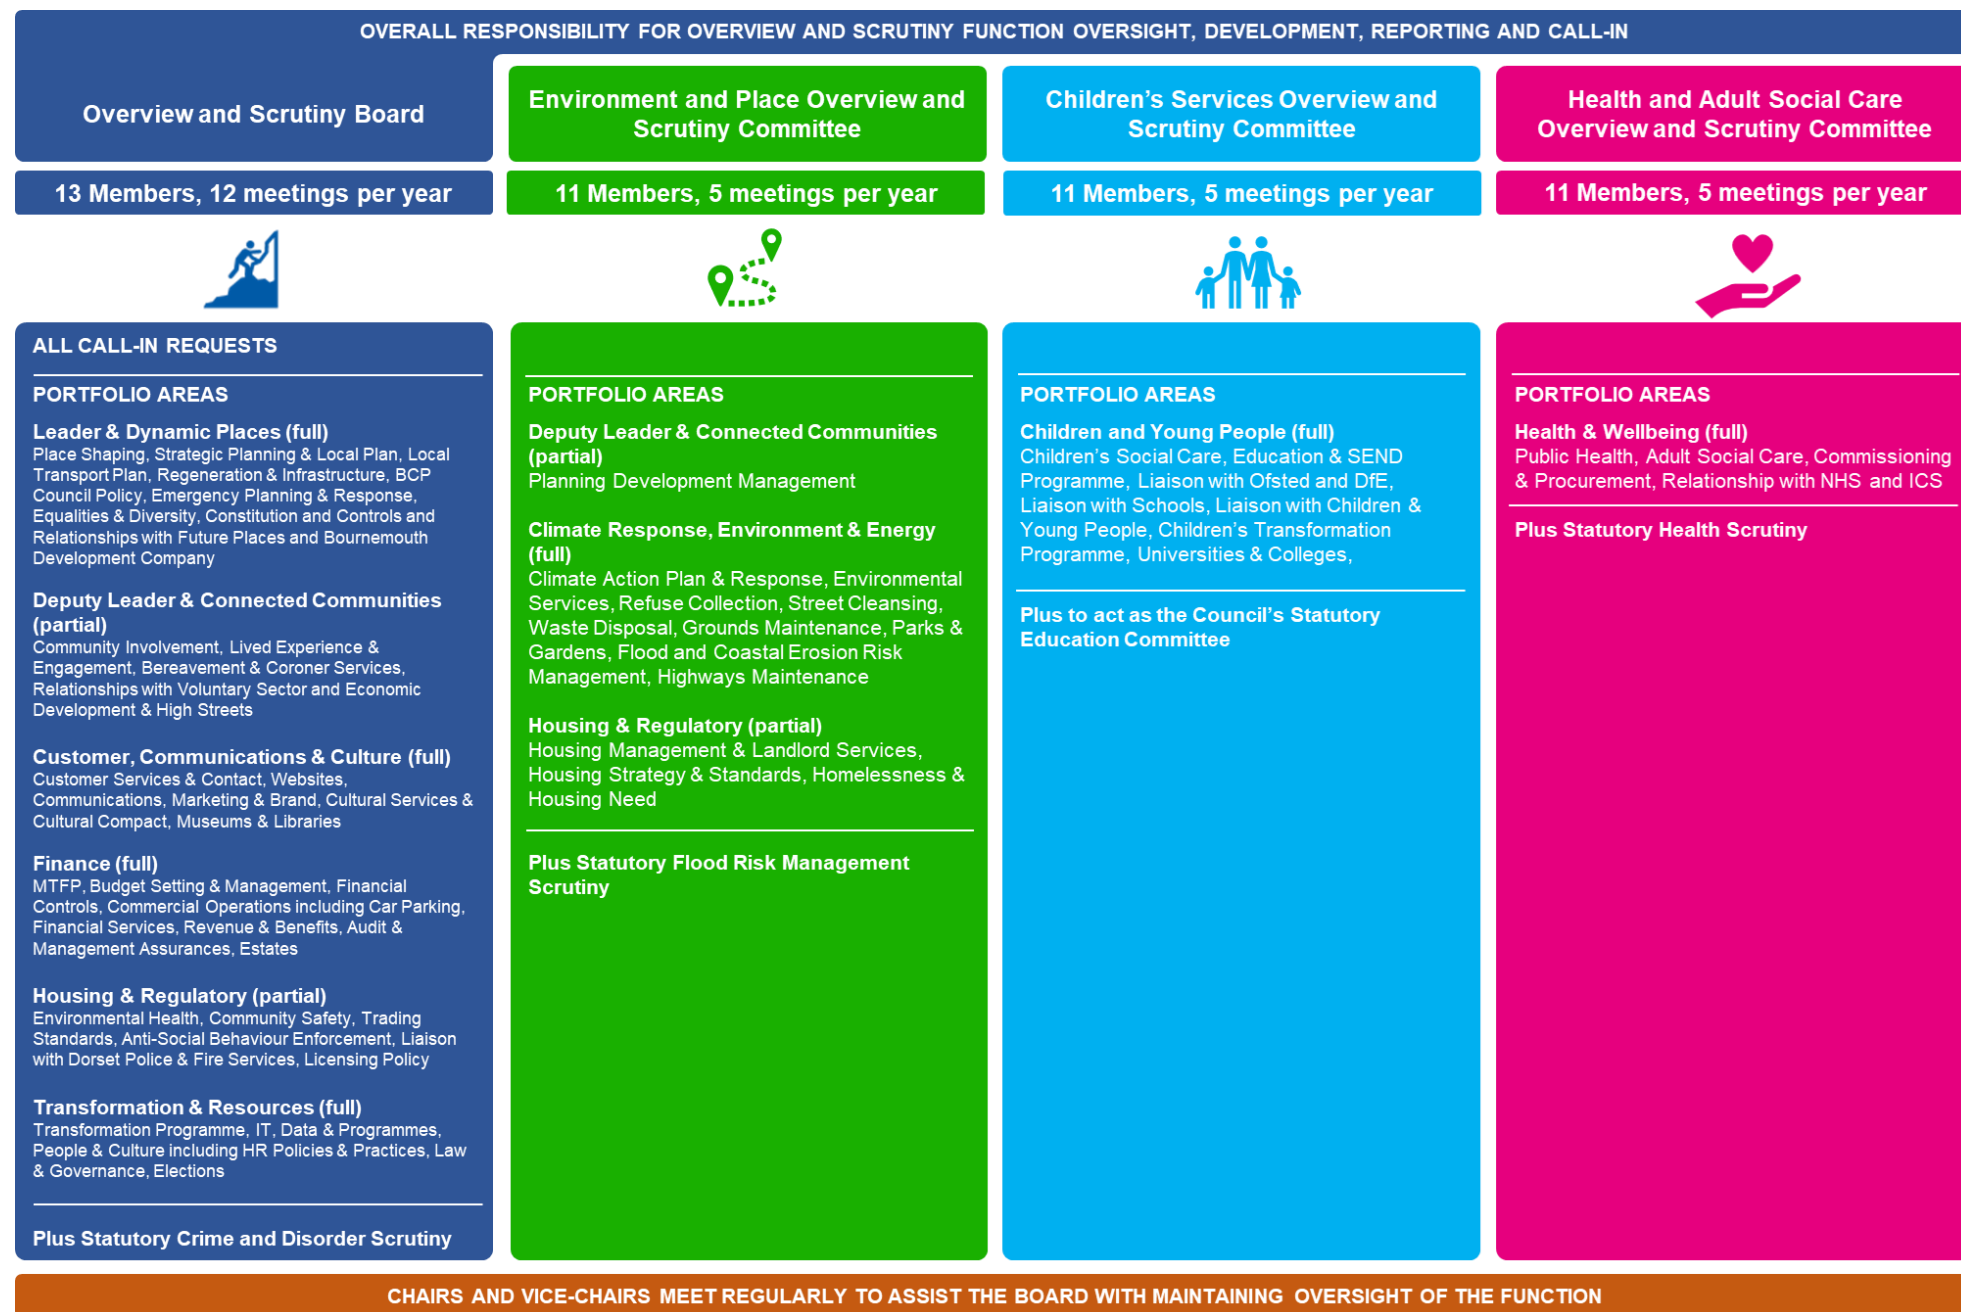 OVERALL RESPONSIBILITY FOR OVERVIEW AND SCRUTINY FUNCTION OVERSIGHT, DEVELOPMENT, REPORTING AND CALL-IN
Overview and Scrutiny Board
13 Members, 12 meetings per year
ALL CALL-IN REQUESTS
PORTFOLIO AREAS
Leader & Dynamic Places (full)
Place Shaping, Strategic Planning & Local Plan, Local
Transport Plan, Regeneration & Infrastructure, BCP
Council Policy, Emergency Planning & Response,
Equalities & Diversity, Constitution and Controls and
Relationships with Future Places and Bournemouth
Development Company
Deputy Leader & Connected Communities
(partial)
Community Involvement, Lived Experience &
Engagement, Bereavement & Coroner Services,
Relationships with Voluntary Sector and Economic
Development & High Streets
Customer, Communications & Culture (full)
Customer Services & Contact, Websites,
Communications, Marketing & Brand, Cultural Services &
Cultural Compact, Museums & Libraries
Finance (full)
MTFP, Budget Setting & Management, Financial
Controls, Commercial Operations including Car Parking,
Financial Services, Revenue & Benefits, Audit &
Management Assurances, Estates
Housing & Regulatory (partial)
Environmental Health, Community Safety, Trading
Standards, Anti-Social Behaviour Enforcement, Liaison
with Dorset Police & Fire Services, Licensing Policy
Transformation & Resources (full)
Transformation Programme, IT, Data & Programmes,
People & Culture including HR Policies & Practices, Law
& Governance, Elections
Plus Statutory Crime and Disorder Scrutiny
Environment and Place Overview and
Scrutiny Committee
11 Members, 5 meetings per year
PORTFOLIO AREAS
Deputy Leader & Connected Communities
(partial)
Planning Development Management
Climate Response, Environment & Energy
(full)
Climate Action Plan & Response, Environmental
Services, Refuse Collection, Street Cleansing,
Waste Disposal, Grounds Maintenance, Parks &
Gardens, Flood and Coastal Erosion Risk
Management, Highways Maintenance
Housing & Regulatory (partial)
Housing Management & Landlord Services,
Housing Strategy & Standards, Homelessness &
Housing Need
Plus Statutory Flood Risk Management
Scrutiny
Children's Services Overview and
Scrutiny Committee
11 Members, 5 meetings per year
PORTFOLIO AREAS
Children and Young People (full)
Children's Social Care, Education & SEND
Programme, Liaison with Ofsted and DfE,
Liaison with Schools, Liaison with Children &
Young People, Children's Transformation
Programme, Universities & Colleges,
Plus to act as the Council's Statutory
Education Committee
Health and Adult Social Care
Overview and Scrutiny Committee
11 Members, 5 meetings per year
PORTFOLIO AREAS
Health & Wellbeing (full)
Public Health, Adult Social Care, Commissioning
& Procurement, Relationship with NHS and ICS
Plus Statutory Health Scrutiny
CHAIRS AND VICE-CHAIRS MEET REGULARLY TO ASSIST THE BOARD WITH MAINTAINING OVERSIGHT OF THE FUNCTION